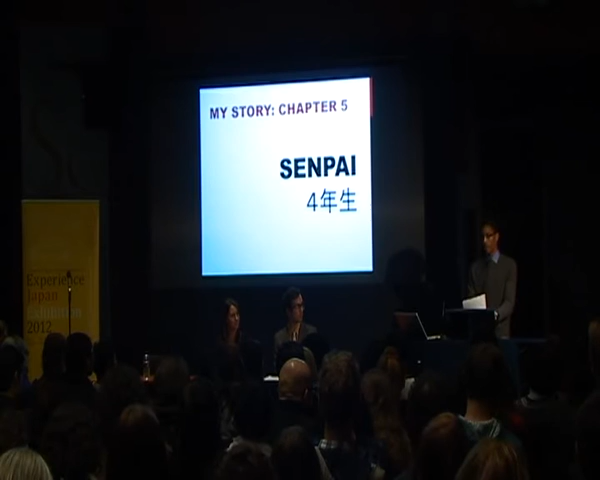 MY STORY: CHAPTER 5
SENPAI
4年生
Experience
Japan
Exhibition
2012